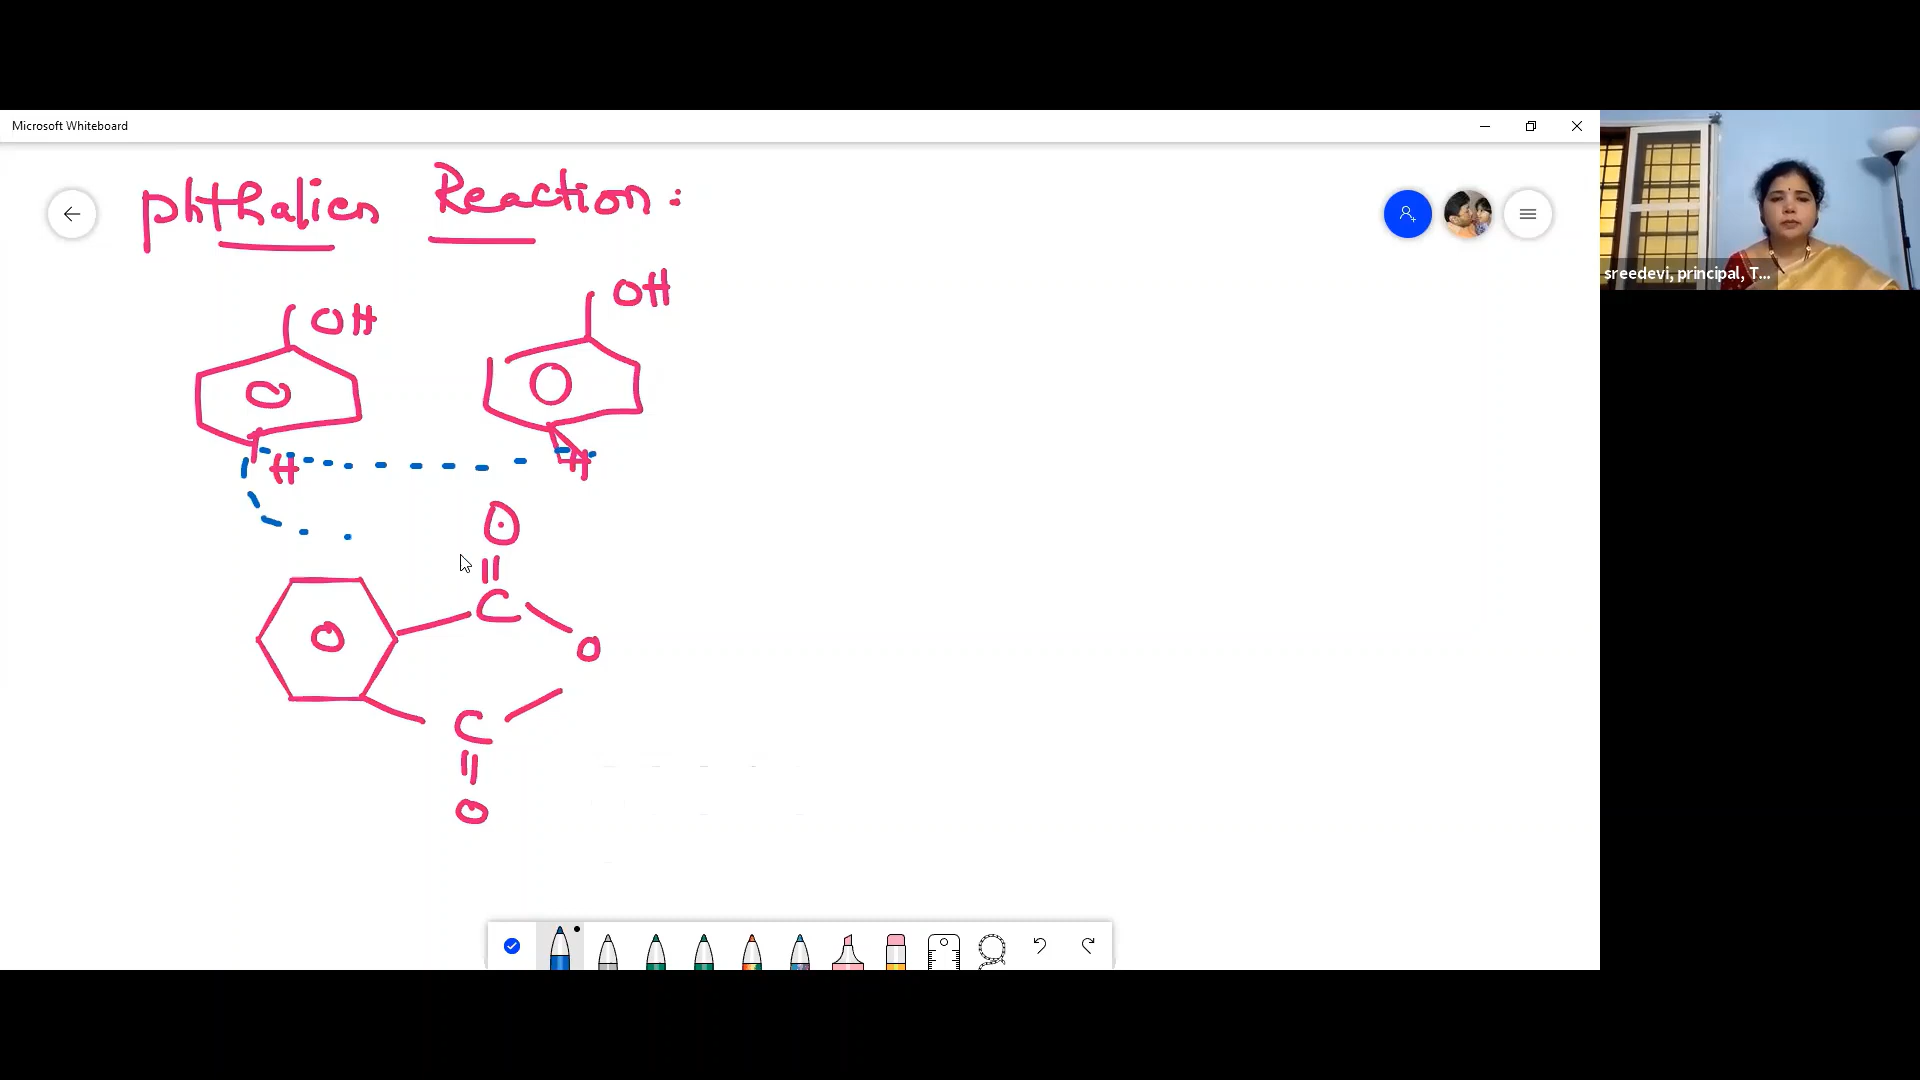 Microsoft Whiteboard
phthalien Reaction:
OH
OH
H
H
O
C
O
C
O
sreedevi, principal, T...